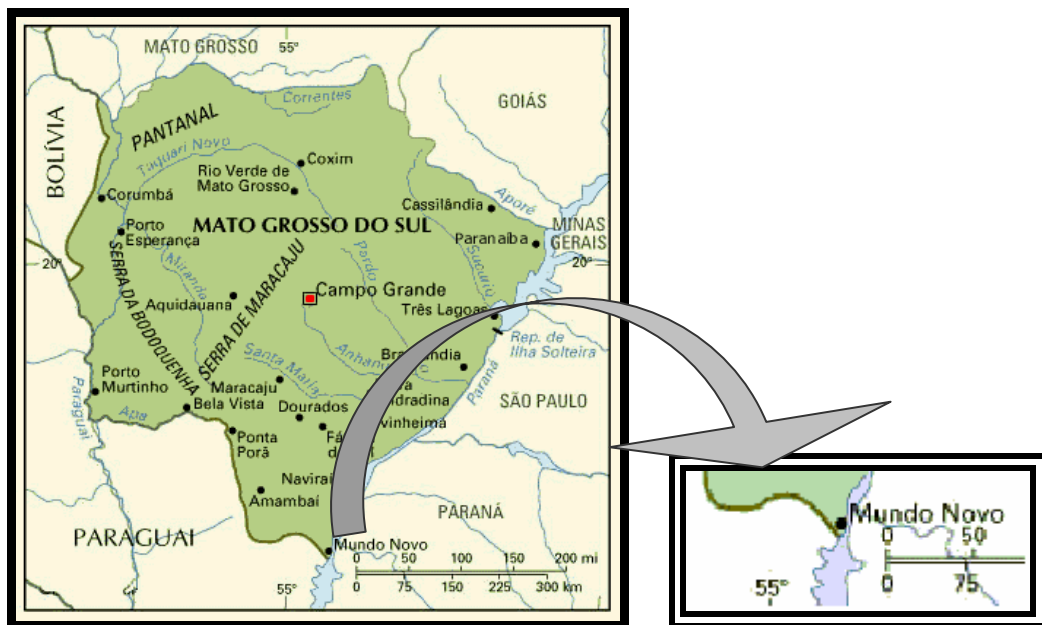 MATO GROSSO
55°
Correntes
GOIÁS
BOLÍVIA
PANTANAL
Taquari Novo
Coxim
Rio Verde de
Mato Grosso
Corumbá
Cassilândia
Aporé
Porto
Esperança
MATO GROSSO DO SUL
MINAS
GERAIS
Paranaíba
20°
20°
SERRA DA BODOQUENHA
Miranda
SERRA DE MARACAJU
Pardo
Sucuriú
Aquidauana
Campo Grande
Três Lagoas
Rep. de
Ilha Solteira
Santa Maria
Paraná
Porto
Murtinho
Paraguai
Apa
Maracaju
Bela Vista
Dourados
SÃO PAULO
Ponta
Porã
Naviraí
Amambaí
PARAGUAI
PARANÁ
Mundo Novo
0 50 100 150 200 mi
0 75 150 225 300 km
55°
Mundo Novo
0 50
0 75
55°